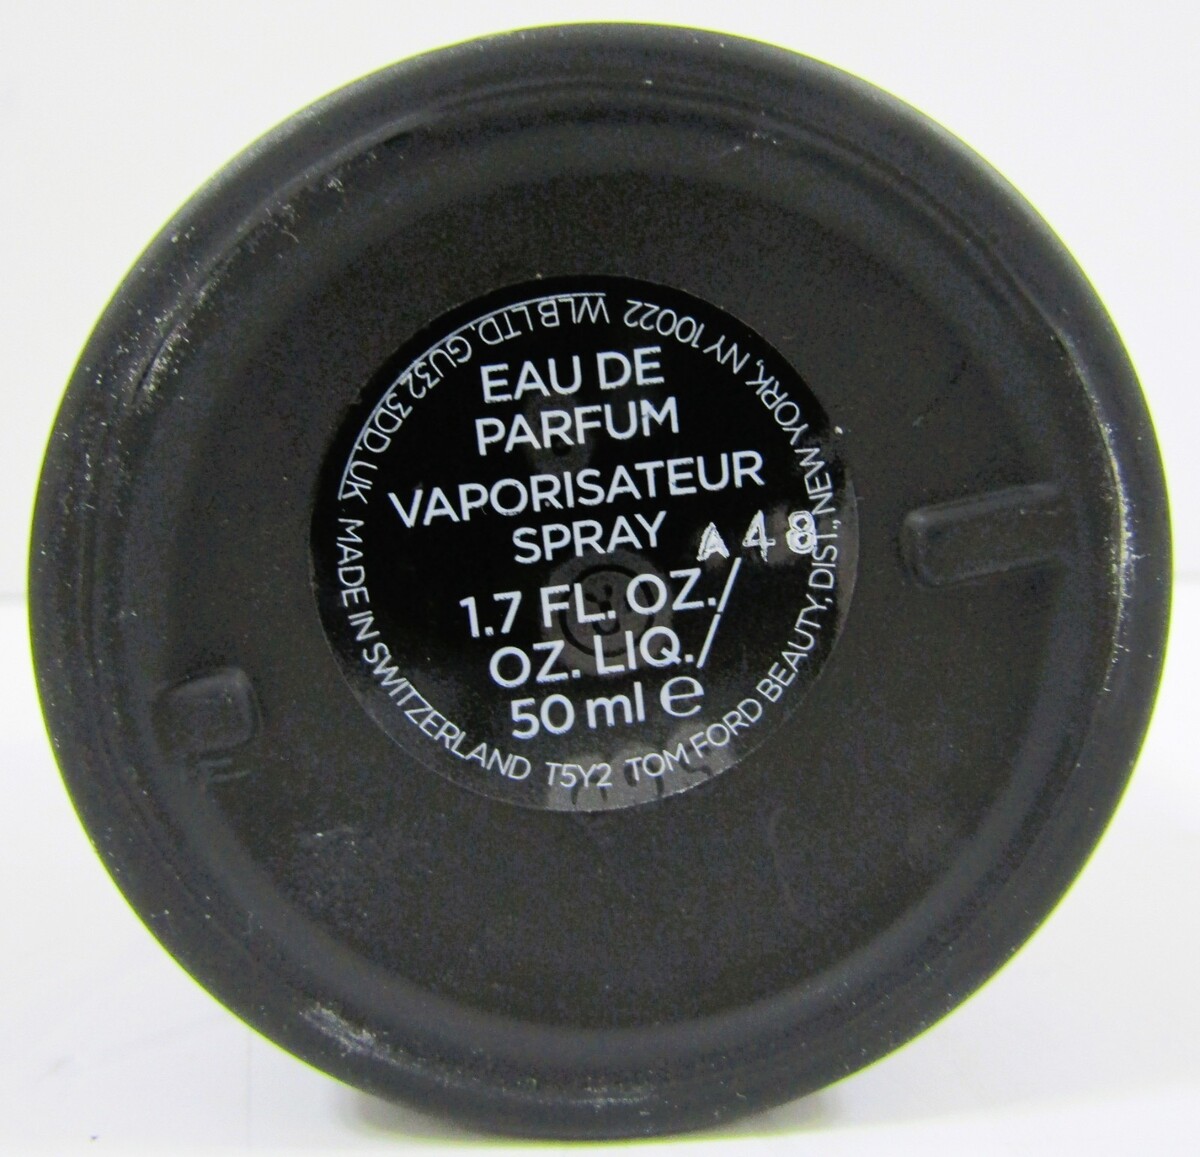 EAU DE
PARFUM
VAPORISATEUR
SPRAY
A48
1.7 FL. OZ./
OZ. LIQ./
50 ml ℮
MADE IN SWITZERLAND T5Y2 TOM FORD BEAUTY, DIST., NEW YORK, NY 10022 WLB LTD, GU32 3DD, UK